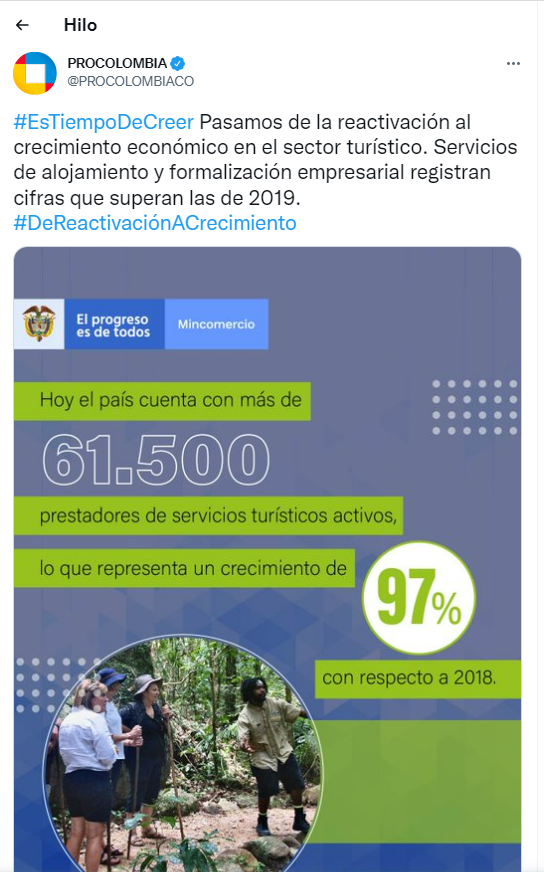 Hilo
PROCOLOMBIA
@PROCOLOMBIACO
#EsTiempoDeCreer Pasamos de la reactivación al
crecimiento económico en el sector turístico. Servicios
de alojamiento y formalización empresarial registran
cifras que superan las de 2019.
#DeReactivaciónACrecimiento
El progreso
es de todos
Mincomercio
Hoy el país cuenta con más de
61.500
prestadores de servicios turísticos activos,
lo que representa un crecimiento de
97%
con respecto a 2018.